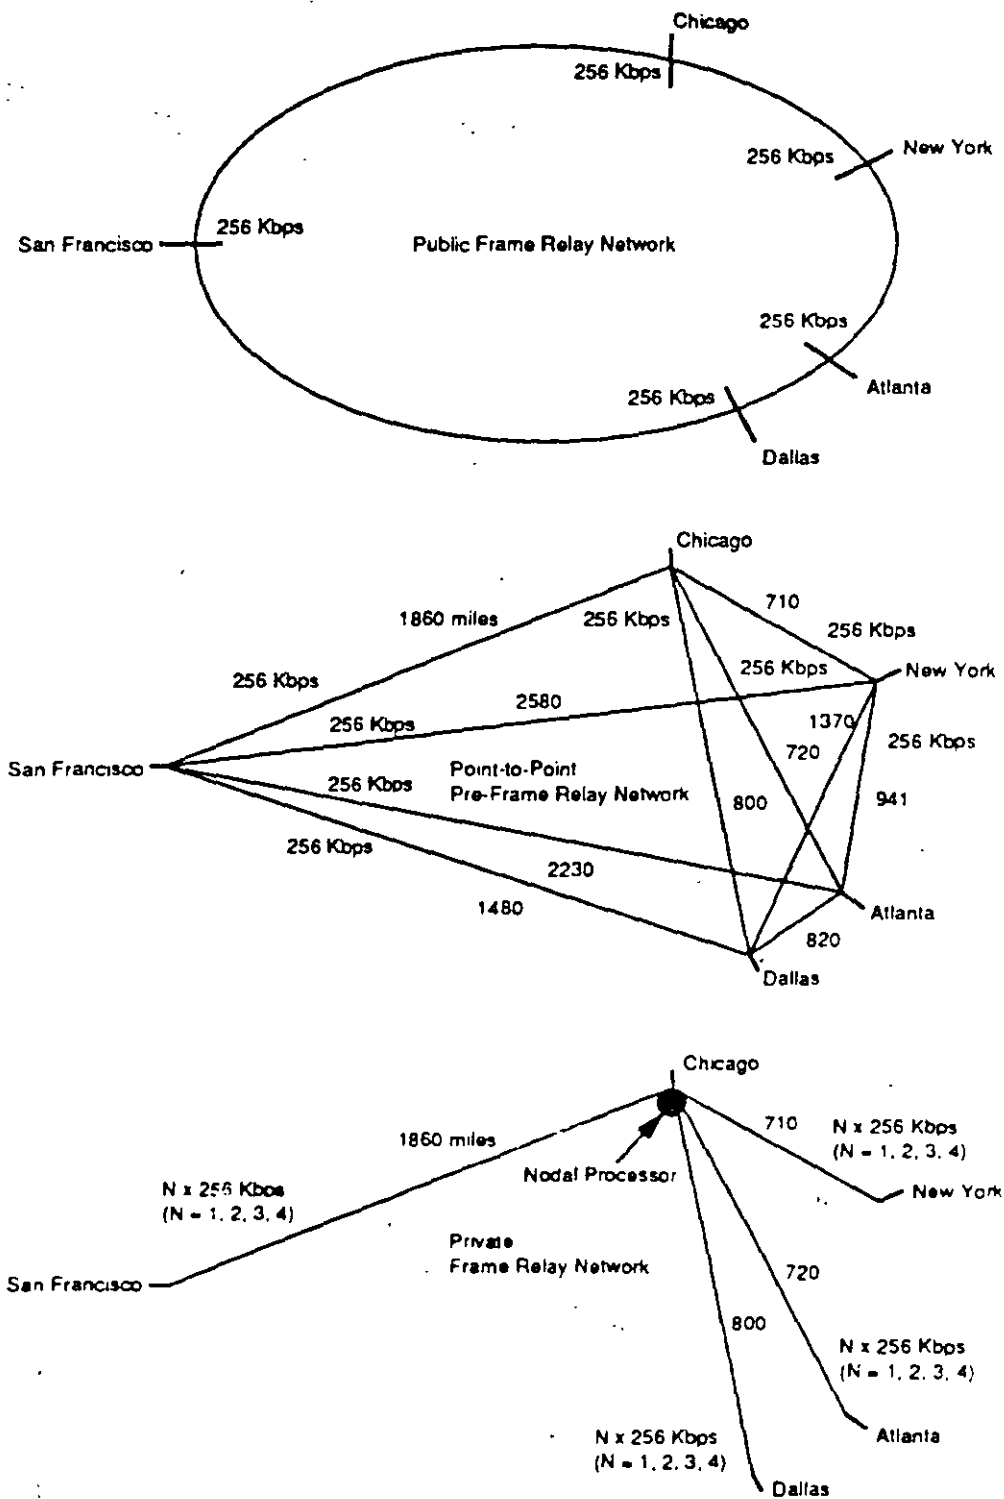 Chicago
256 Kbps
256 Kbps
New York
San Francisco
256 Kbps
Public Frame Relay Network
256 Kbps
Atlanta
256 Kbps
Dallas
Chicago
1860 miles
256 Kbps
710
256 Kbps
256 Kbps
New York
256 Kbps
2580
256 Kbps
1370
256 Kbps
San Francisco
256 Kbps
Point-to-Point
Pre-Frame Relay Network
720
800
941
256 Kbps
2230
1480
Atlanta
820
Dallas
Chicago
1860 miles
710
N x 256 Kbps
(N = 1, 2, 3, 4)
Nodal Processor
New York
N x 256 Kbps
(N = 1, 2, 3, 4)
Private
Frame Relay Network
San Francisco
720
800
N x 256 Kbps
(N = 1, 2, 3, 4)
Atlanta
N x 256 Kbps
(N = 1, 2, 3, 4)
Dallas